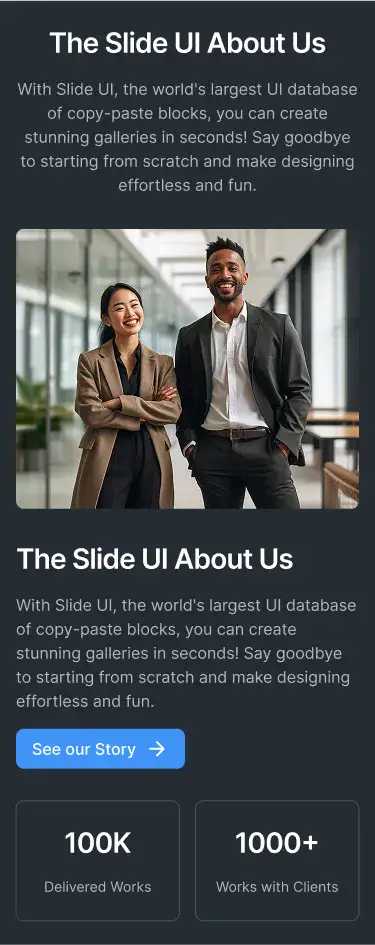 The Slide UI About Us
With Slide UI, the world's largest UI database
of copy-paste blocks, you can create
stunning galleries in seconds! Say goodbye
to starting from scratch and make designing
effortless and fun.
The Slide UI About Us
With Slide UI, the world's largest UI database
of copy-paste blocks, you can create
stunning galleries in seconds! Say goodbye
to starting from scratch and make designing
effortless and fun.
See our Story
100K
Delivered Works
1000+
Works with Clients